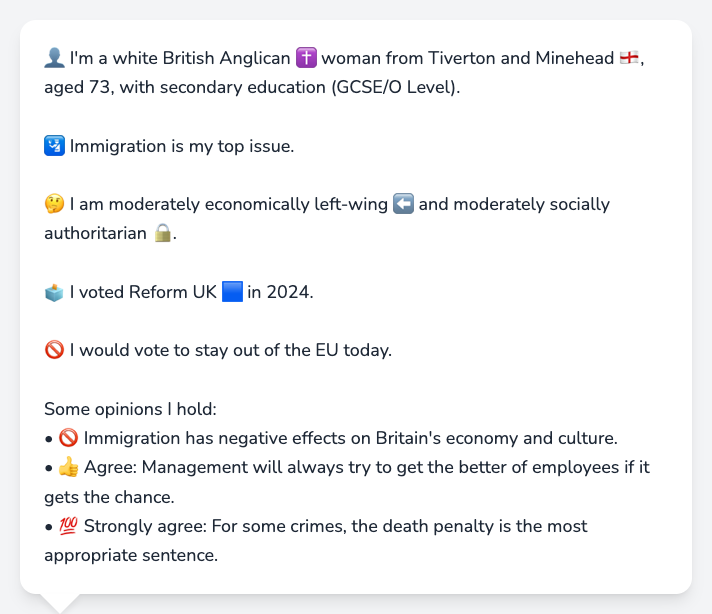 👤 I'm a white British Anglican ✝️ woman from Tiverton and Minehead 🏴󠁧󠁢󠁥󠁮󠁧󠁿,
aged 73, with secondary education (GCSE/O Level).
🛂 Immigration is my top issue.
🤔 I am moderately economically left-wing ⬅️ and moderately socially
authoritarian 🔒.
🗳️ I voted Reform UK 🟦 in 2024.
🚫 I would vote to stay out of the EU today.
Some opinions I hold:
• 🚫 Immigration has negative effects on Britain's economy and culture.
• 👍 Agree: Management will always try to get the better of employees if it
gets the chance.
• 💯 Strongly agree: For some crimes, the death penalty is the most
appropriate sentence.